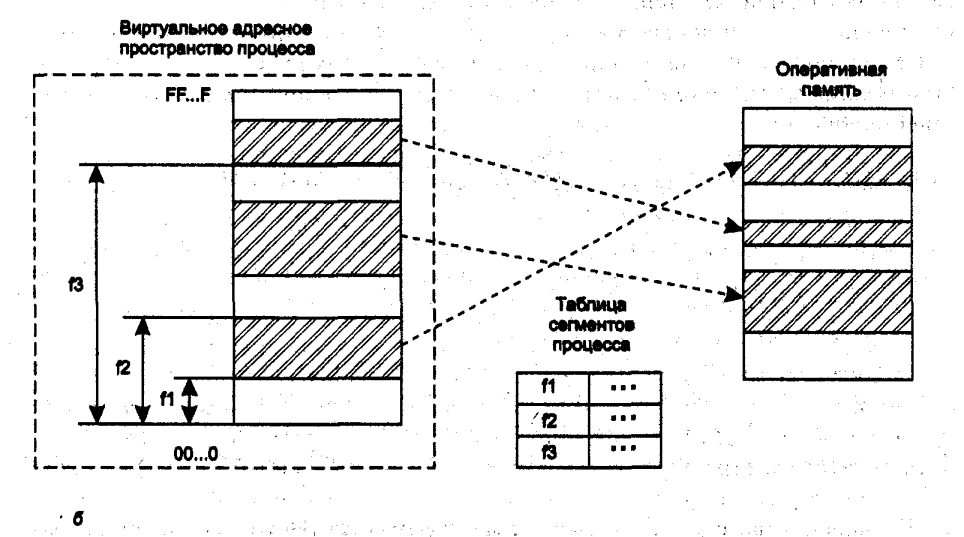 Виртуальное адресное
пространство процесса
FF...F
Оперативная
память
f3
f2
f1
00...0
Таблица
сегментов
процесса
f1 ...
f2 ...
f3 ...
б